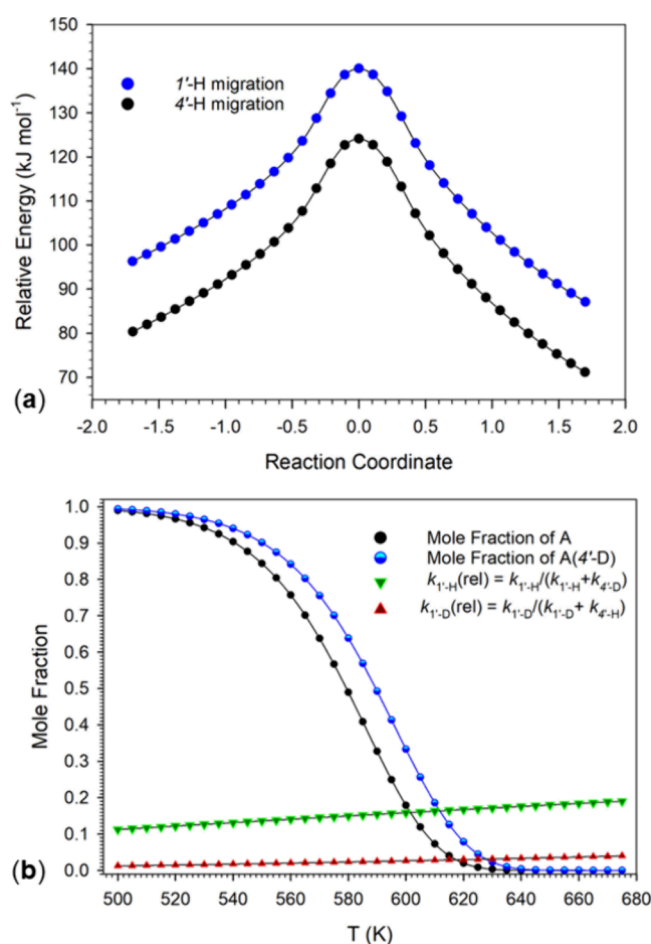 140
130
120
110
100
90
80
70
Relative Energy (kJ mol⁻¹)
1'-H migration
4'-H migration
-2.0 -1.5 -1.0 -0.5 0.0 0.5 1.0 1.5 2.0
(a)
Reaction Coordinate
1.0
0.9
0.8
0.7
0.6
0.5
0.4
0.3
0.2
0.1
0.0
Mole Fraction
Mole Fraction of A
Mole Fraction of A(4'-D)
k1'-H(rel) = k1'-H/(k1'-H+k4'-D)
k1'-D(rel) = k1'-D/(k1'-D+ k4'-H)
500 520 540 560 580 600 620 640 660 680
(b)
T (K)